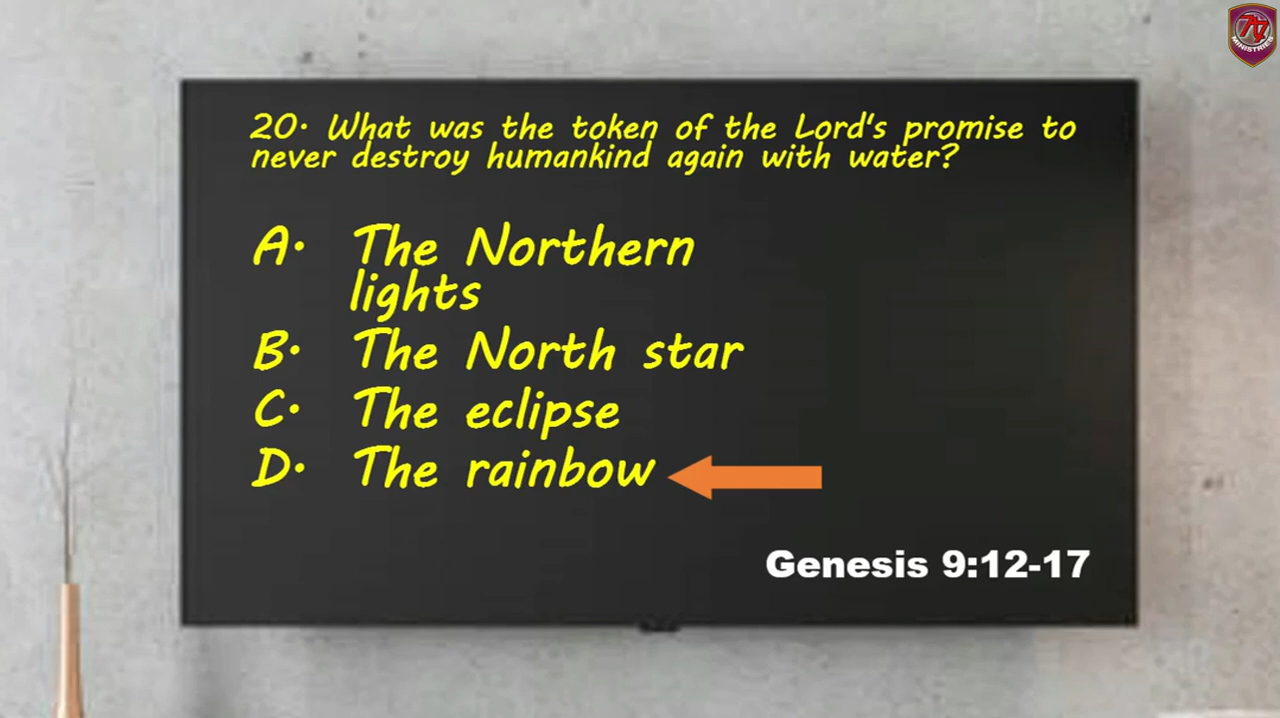 20. What was the token of the Lord's promise to
never destroy humankind again with water?
A. The Northern
lights
B. The North star
C. The eclipse
D. The rainbow
Genesis 9:12-17
MINISTRIES